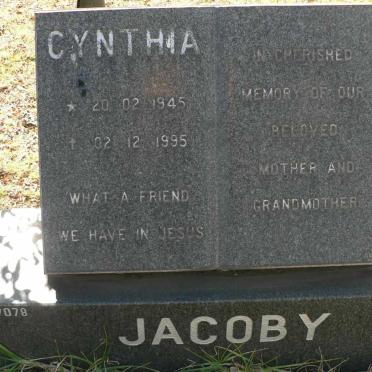 CYNTHIA
* 20 02 1945
† 02 12 1995
WHAT A FRIEND
WE HAVE IN JESUS
IN CHERISHED
MEMORY OF OUR
BELOVED
MOTHER AND
GRANDMOTHER
JACOBY